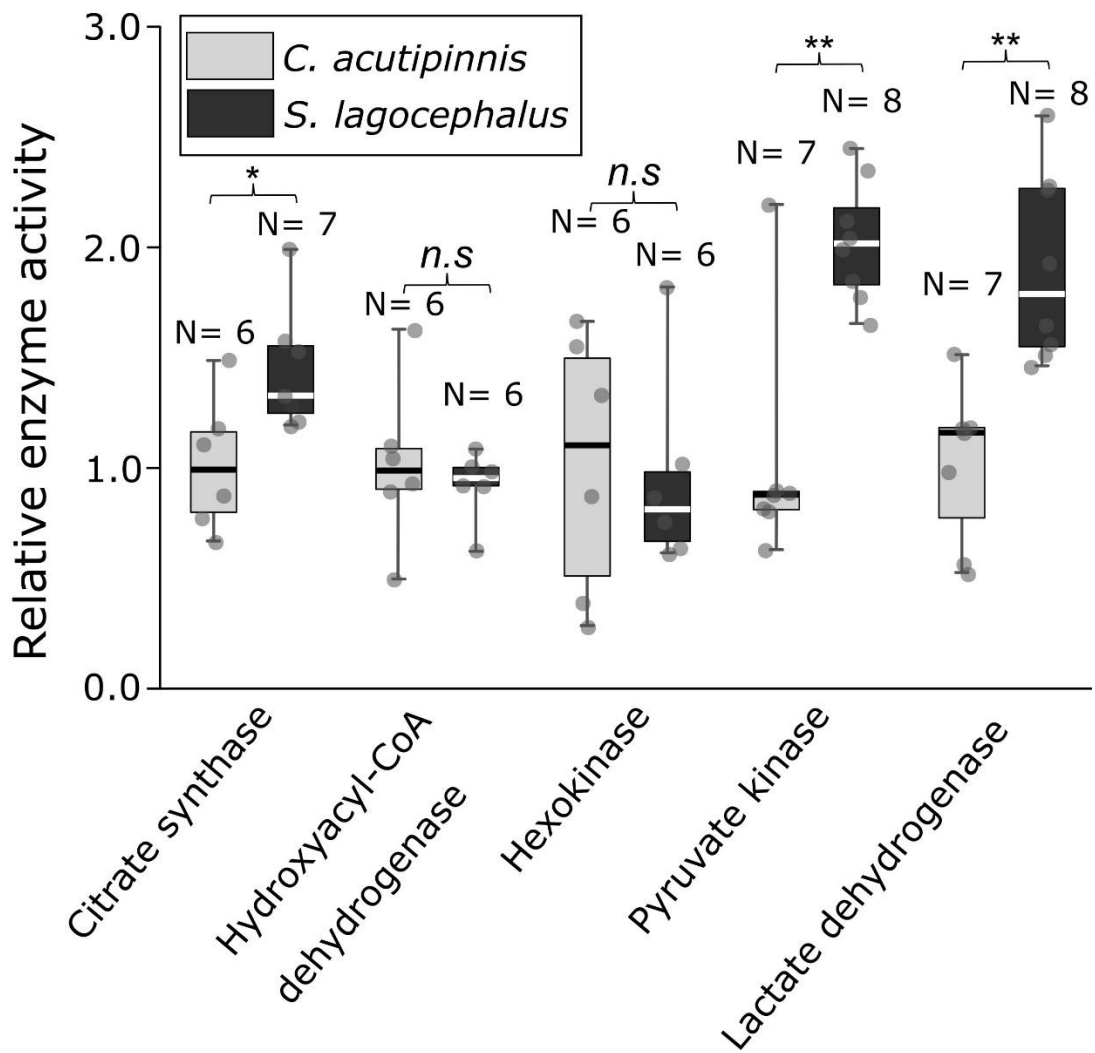 3.0
2.0
1.0
0.0
Relative enzyme activity
C. acutipinnis
S. lagocephalus
*
N= 6
N= 7
n.s
N= 6
N= 6
n.s
N= 6
N= 6
**
N= 7
N= 8
**
N= 7
N= 8
Citrate synthase
Hydroxyacyl-CoA
dehydrogenase
Hexokinase
Pyruvate kinase
Lactate dehydrogenase